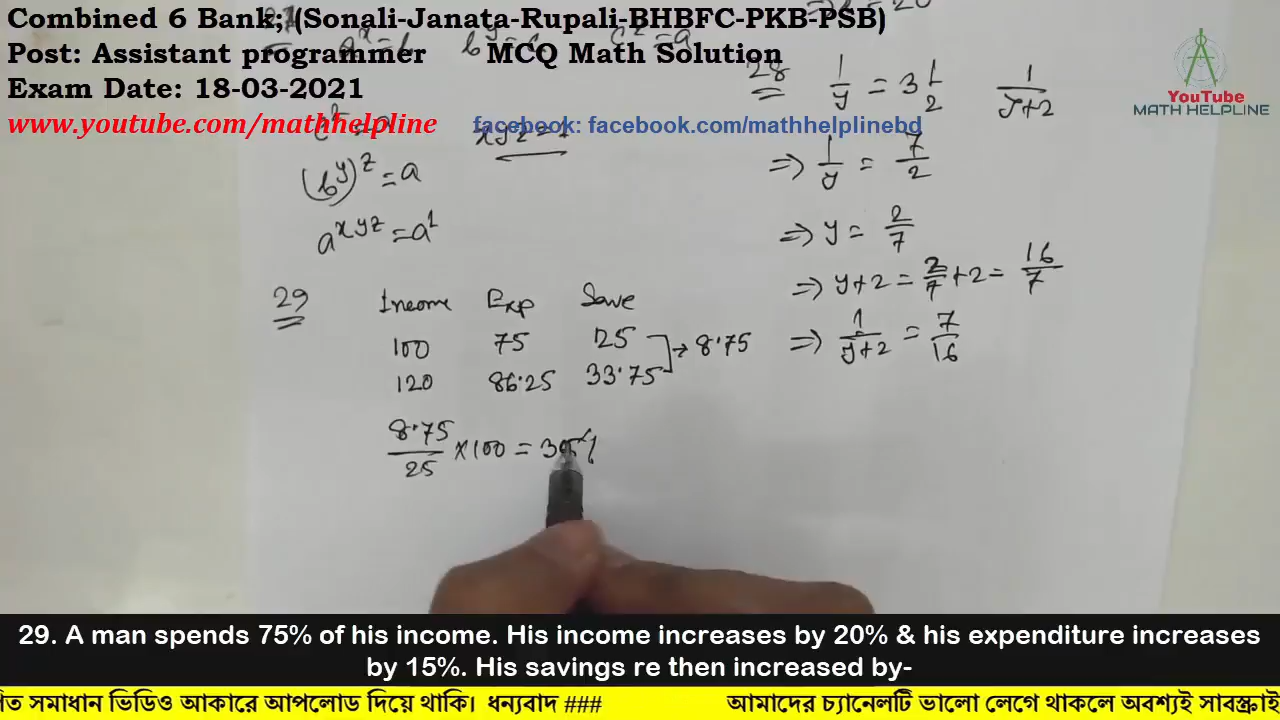 Combined 6 Bank; (Sonali-Janata-Rupali-BHBFC-PKB-PSB)
Post: Assistant programmer MCQ Math Solution
Exam Date: 18-03-2021
www.youtube.com/mathhelpline facebook: facebook.com/mathhelplinebd
YouTube
MATH HELPLINE
(b^y)^z = a
a^xyz = a^1
28 1/y = 3 1/2 1/(y+2)
=> 1/y = 7/2
=> y = 2/7
=> y+2 = 2/7 + 2 = 16/7
=> 1/(y+2) = 7/16
29 Income Exp Save
100 75 25
→ 8.75
120 86.25 33.75
8.75/25 × 100 = 35%
29. A man spends 75% of his income. His income increases by 20% & his expenditure increases
by 15%. His savings re then increased by-
সমাধান ভিডিও আকারে আপলোড দিয়ে থাকি। ধন্যবাদ ### আমাদের চ্যানেলটি ভালো লেগে থাকলে অবশ্যই